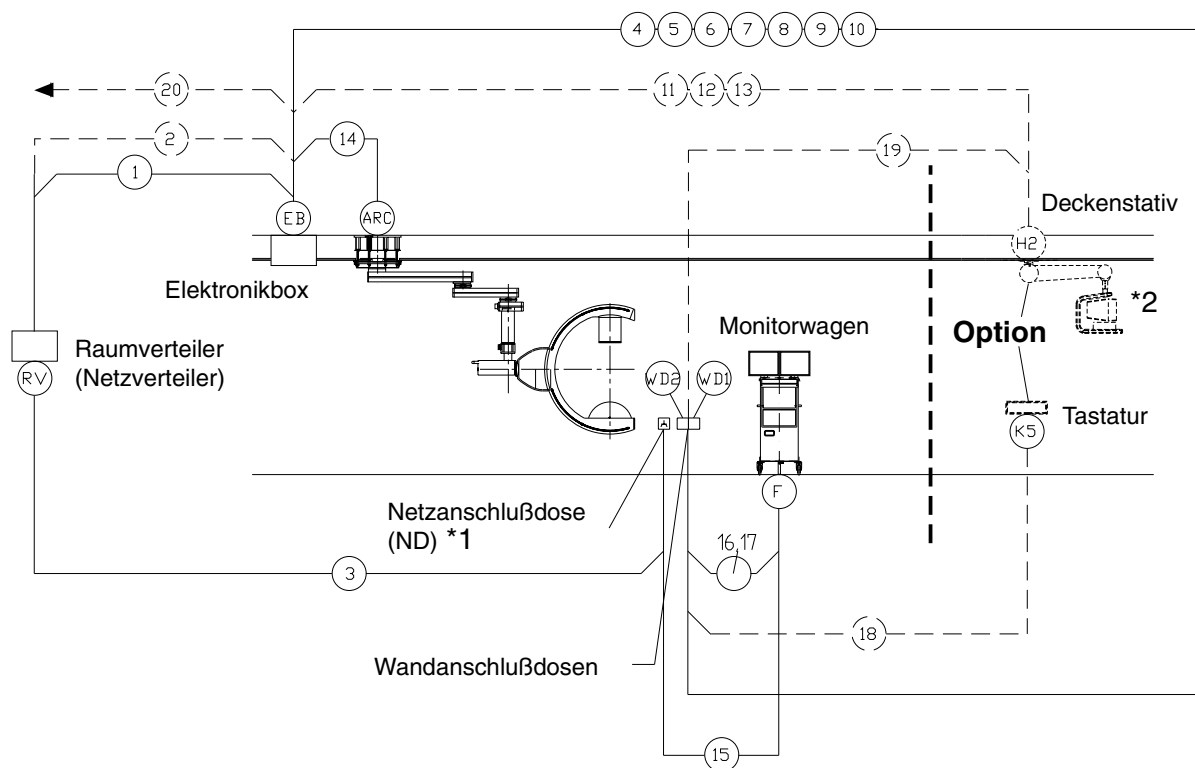 4 5 6 7 8 9 10
20
11 12 13
2
14
19
1
Deckenstativ
EB
ARC
H2
Elektronikbox
*2
Monitorwagen
Option
Raumverteiler
(Netzverteiler)
RV
WD2
WD1
Tastatur
K5
F
Netzanschlußdose
(ND) *1
16,17
3
18
Wandanschlußdosen
15